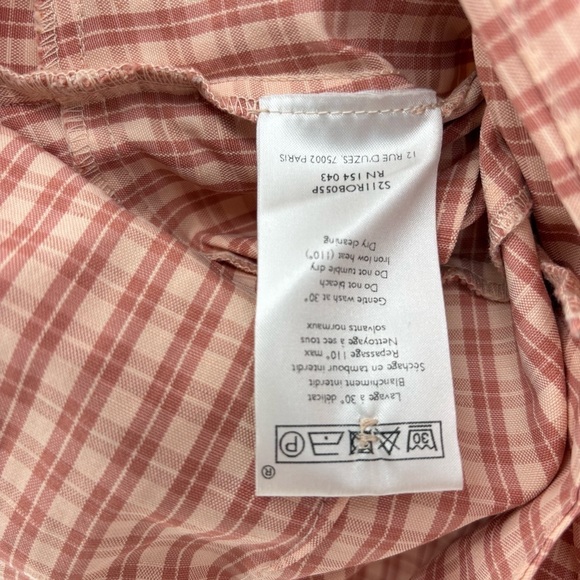 ®
30 P
Lavage à 30° délicat
Blanchiment interdit
Séchage en tambour interdit
Repassage 110° max
Nettoyage à sec tous
solvants normaux
Gentle wash at 30°
Do not bleach
Do not tumble dry
Iron low heat (110°)
Dry cleaning
S211ROB055P
RN 154 043
12 RUE D'UZES, 75002 PARIS